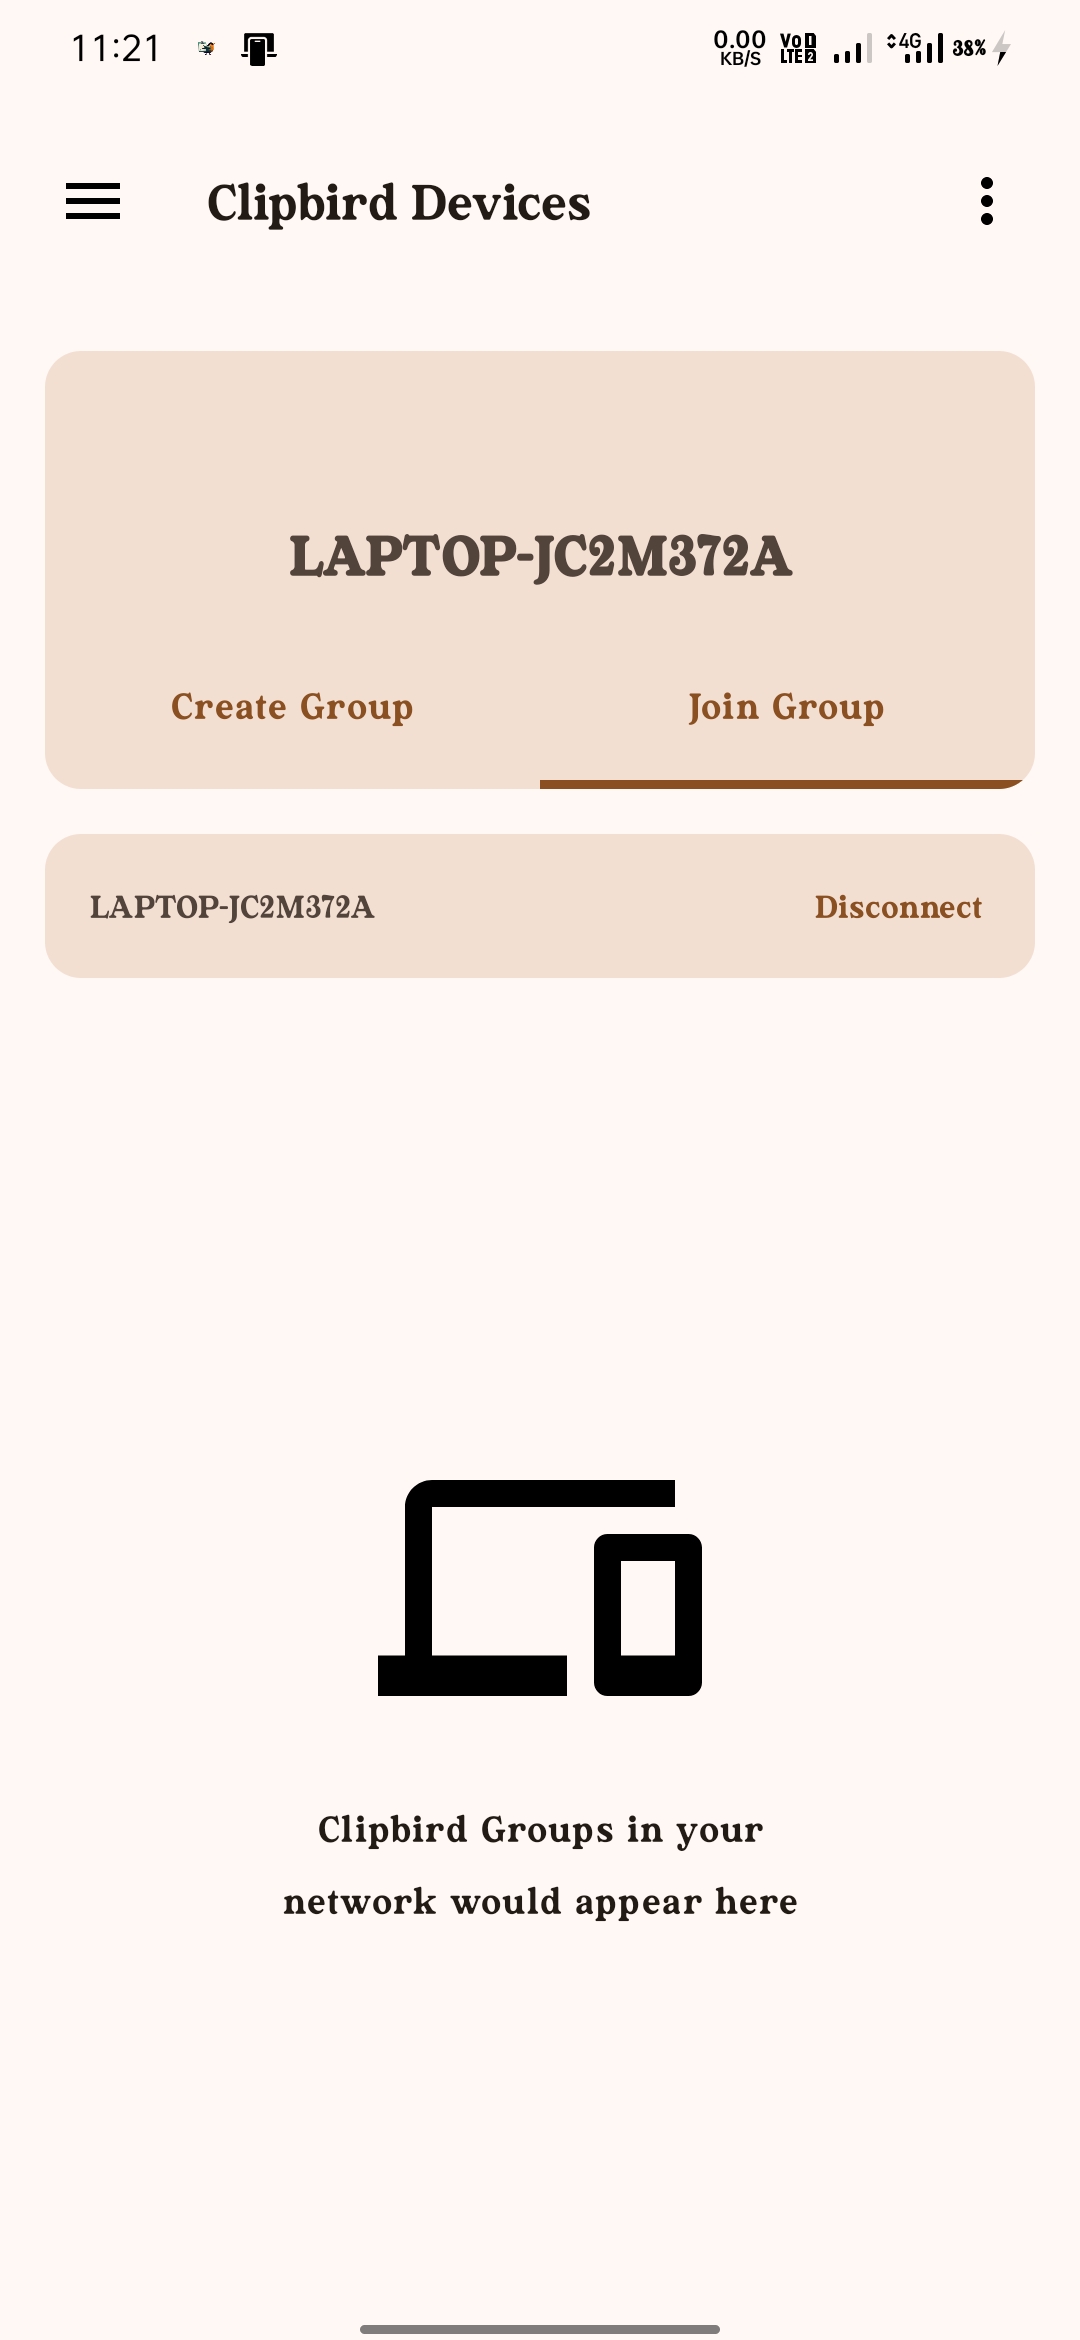 11:21
0.00 KB/S
VoD LTE 2
4G
38%
Clipbird Devices
LAPTOP-JC2M372A
Create Group
Join Group
LAPTOP-JC2M372A
Disconnect
Clipbird Groups in your
network would appear here